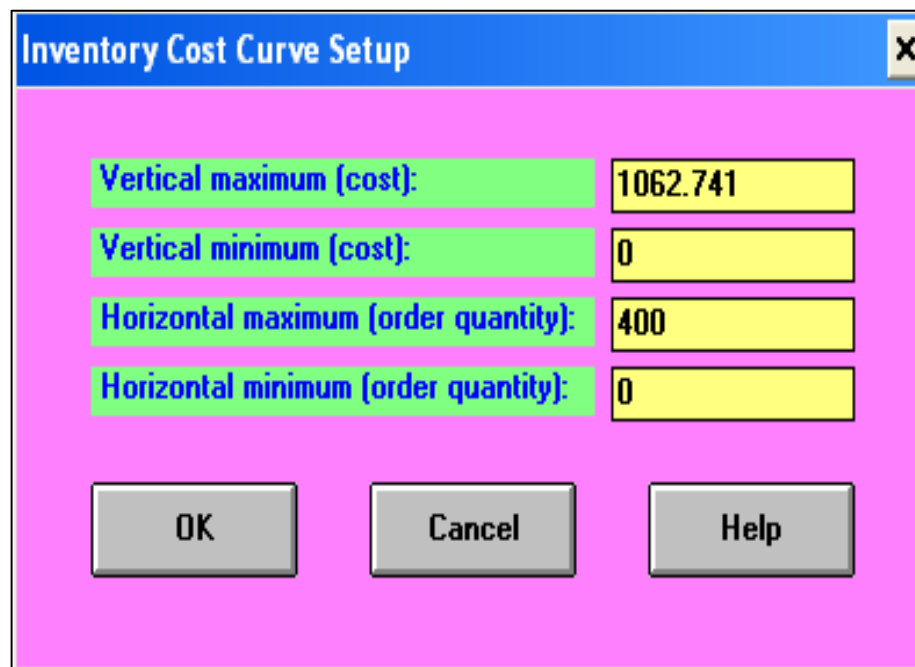 Inventory Cost Curve Setup
Vertical maximum (cost): 1062.741
Vertical minimum (cost): 0
Horizontal maximum (order quantity): 400
Horizontal minimum (order quantity): 0
OK Cancel Help